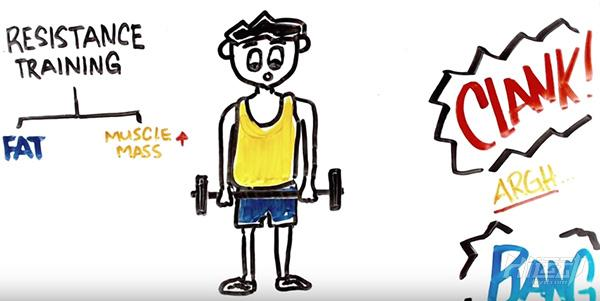 RESISTANCE
TRAINING
FAT
MUSCLE
MASS
CLANK!
ARGH...
BANG